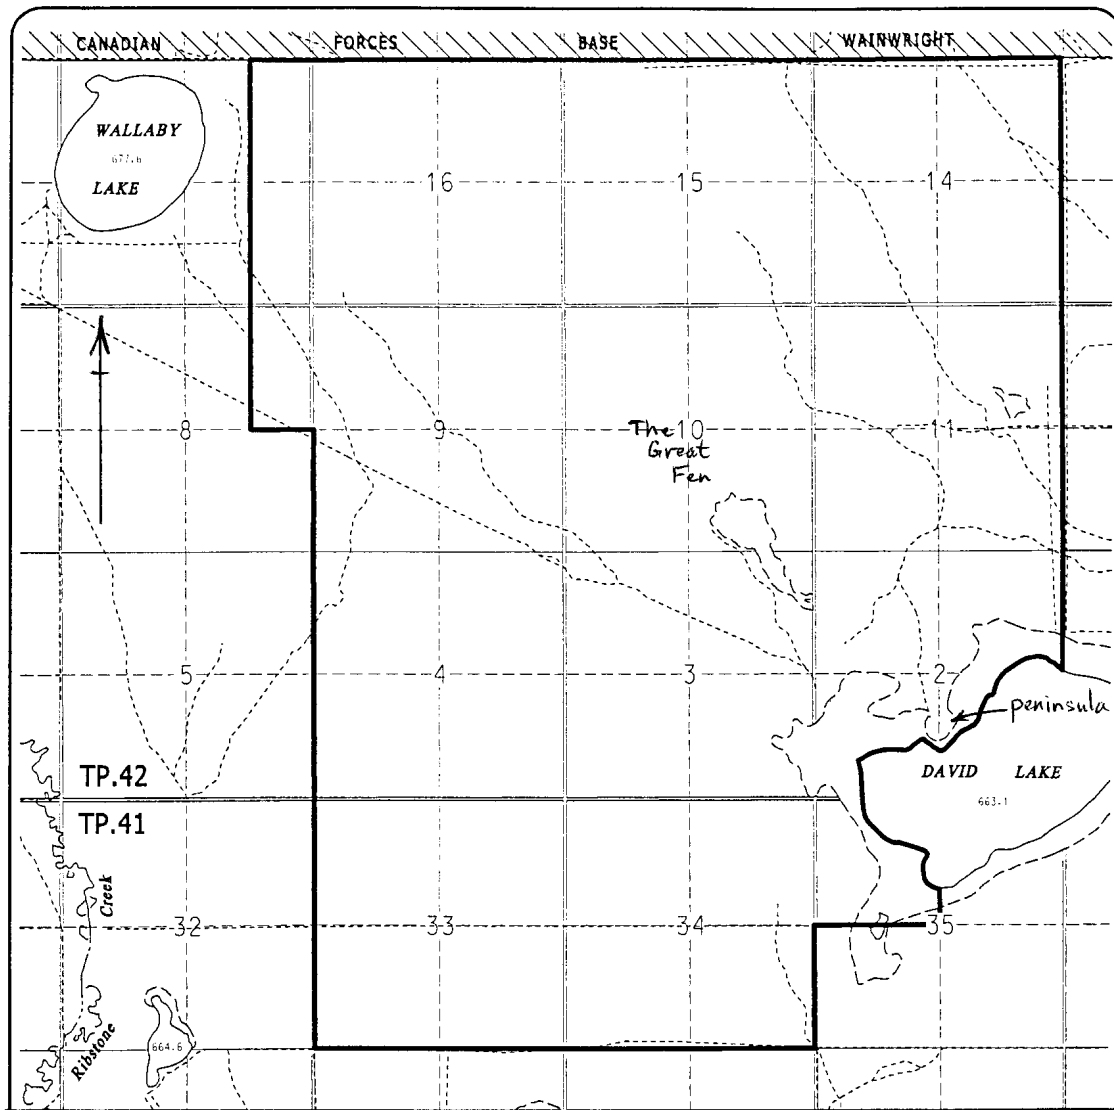 CANADIAN FORCES BASE WAINWRIGHT
WALLABY
LAKE
16 15 14
8 9 10 11
The
Great
Fen
5 4 3 2
peninsula
TP.42
DAVID LAKE
663.1
TP.41
Creek
32 33 34 35
Ribstone
664.6